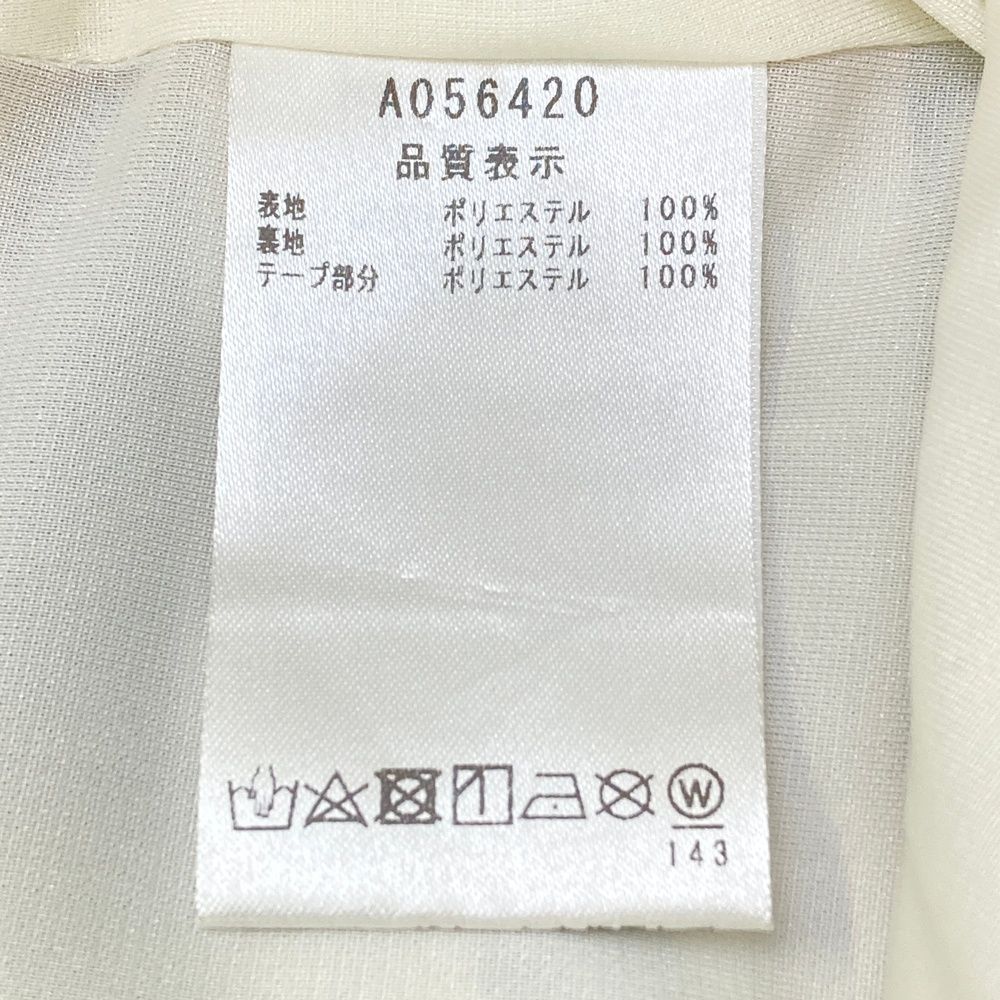 A056420
品質表示
表地 ポリエステル 100%
裏地 ポリエステル 100%
テープ部分 ポリエステル 100%
W
143